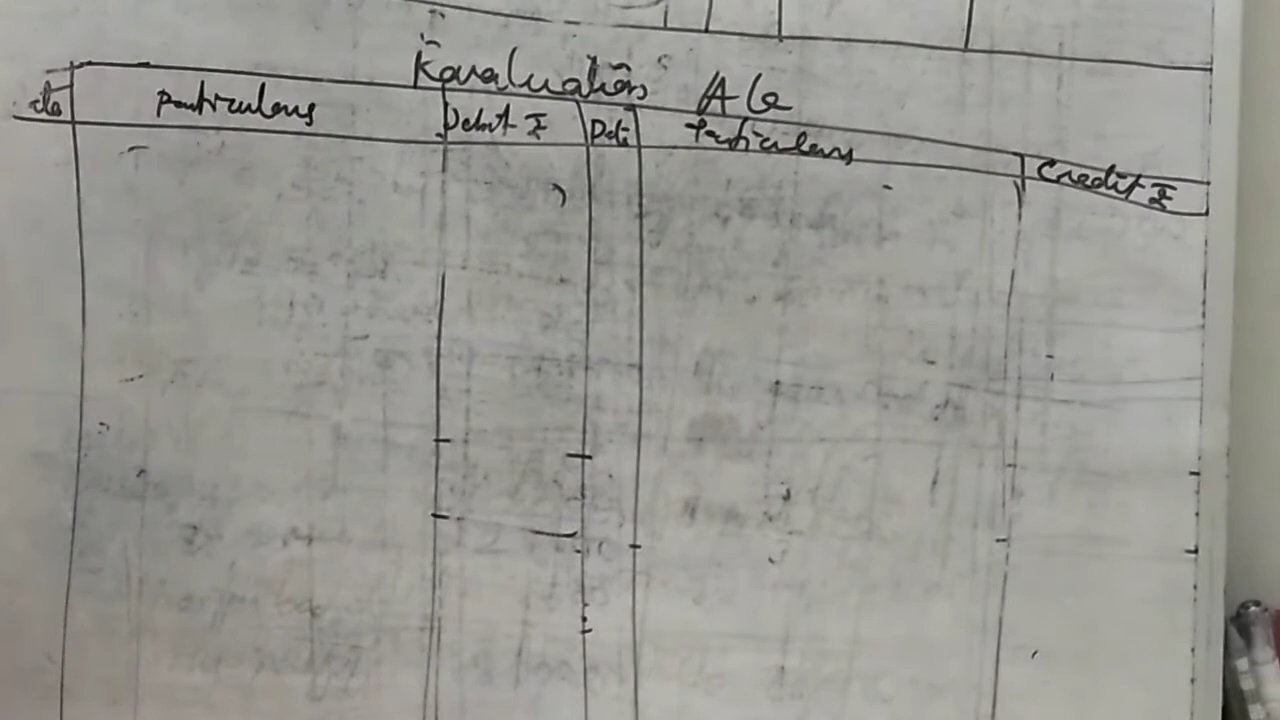 Revaluation A/c
Date Particulars Debit ₹ Date Particulars Credit ₹